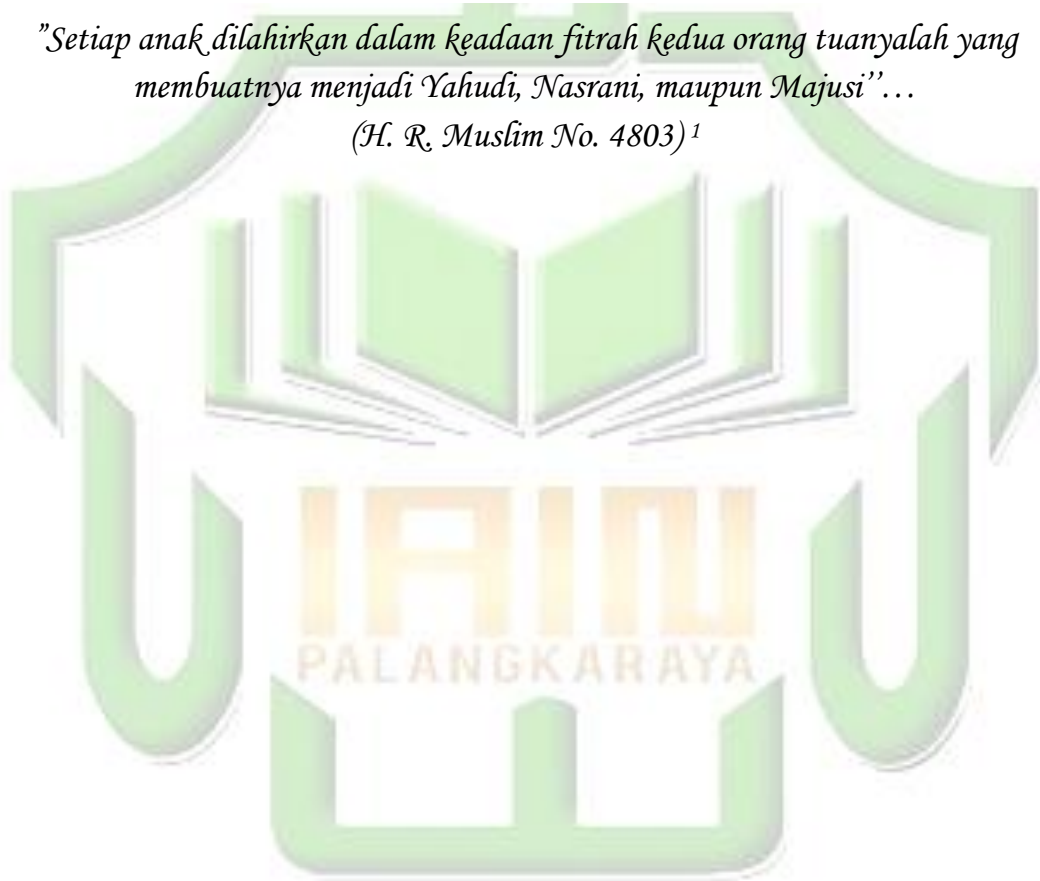 ”Setiap anak dilahirkan dalam keadaan fitrah kedua orang tuanyalah yang
membuatnya menjadi Yahudi, Nasrani, maupun Majusi’’…
(H. R. Muslim No. 4803) ¹
IAIN
PALANGKARAYA